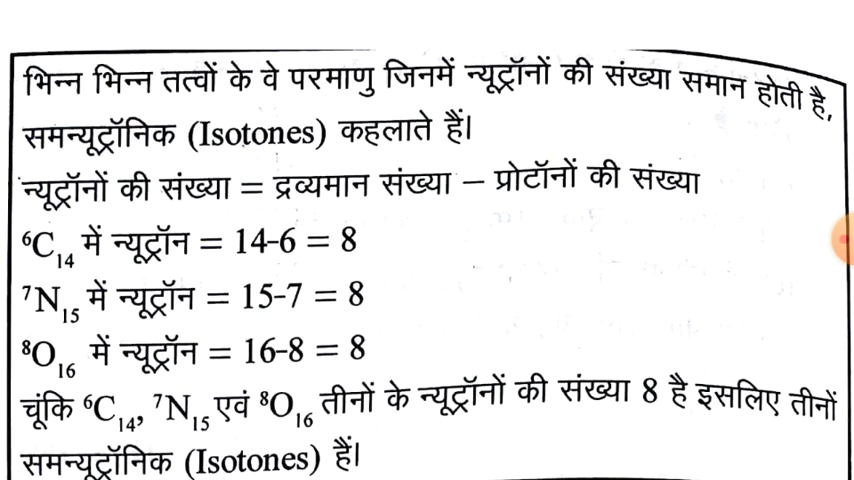 भिन्न भिन्न तत्वों के वे परमाणु जिनमें न्यूट्रॉनों की संख्या समान होती है,
समन्यूट्रॉनिक (Isotones) कहलाते हैं।
न्यूट्रॉनों की संख्या = द्रव्यमान संख्या – प्रोटॉनों की संख्या
⁶C₁₄ में न्यूट्रॉन = 14-6 = 8
⁷N₁₅ में न्यूट्रॉन = 15-7 = 8
⁸O₁₆ में न्यूट्रॉन = 16-8 = 8
चूंकि ⁶C₁₄, ⁷N₁₅ एवं ⁸O₁₆ तीनों के न्यूट्रॉनों की संख्या 8 है इसलिए तीनों
समन्यूट्रॉनिक (Isotones) हैं।